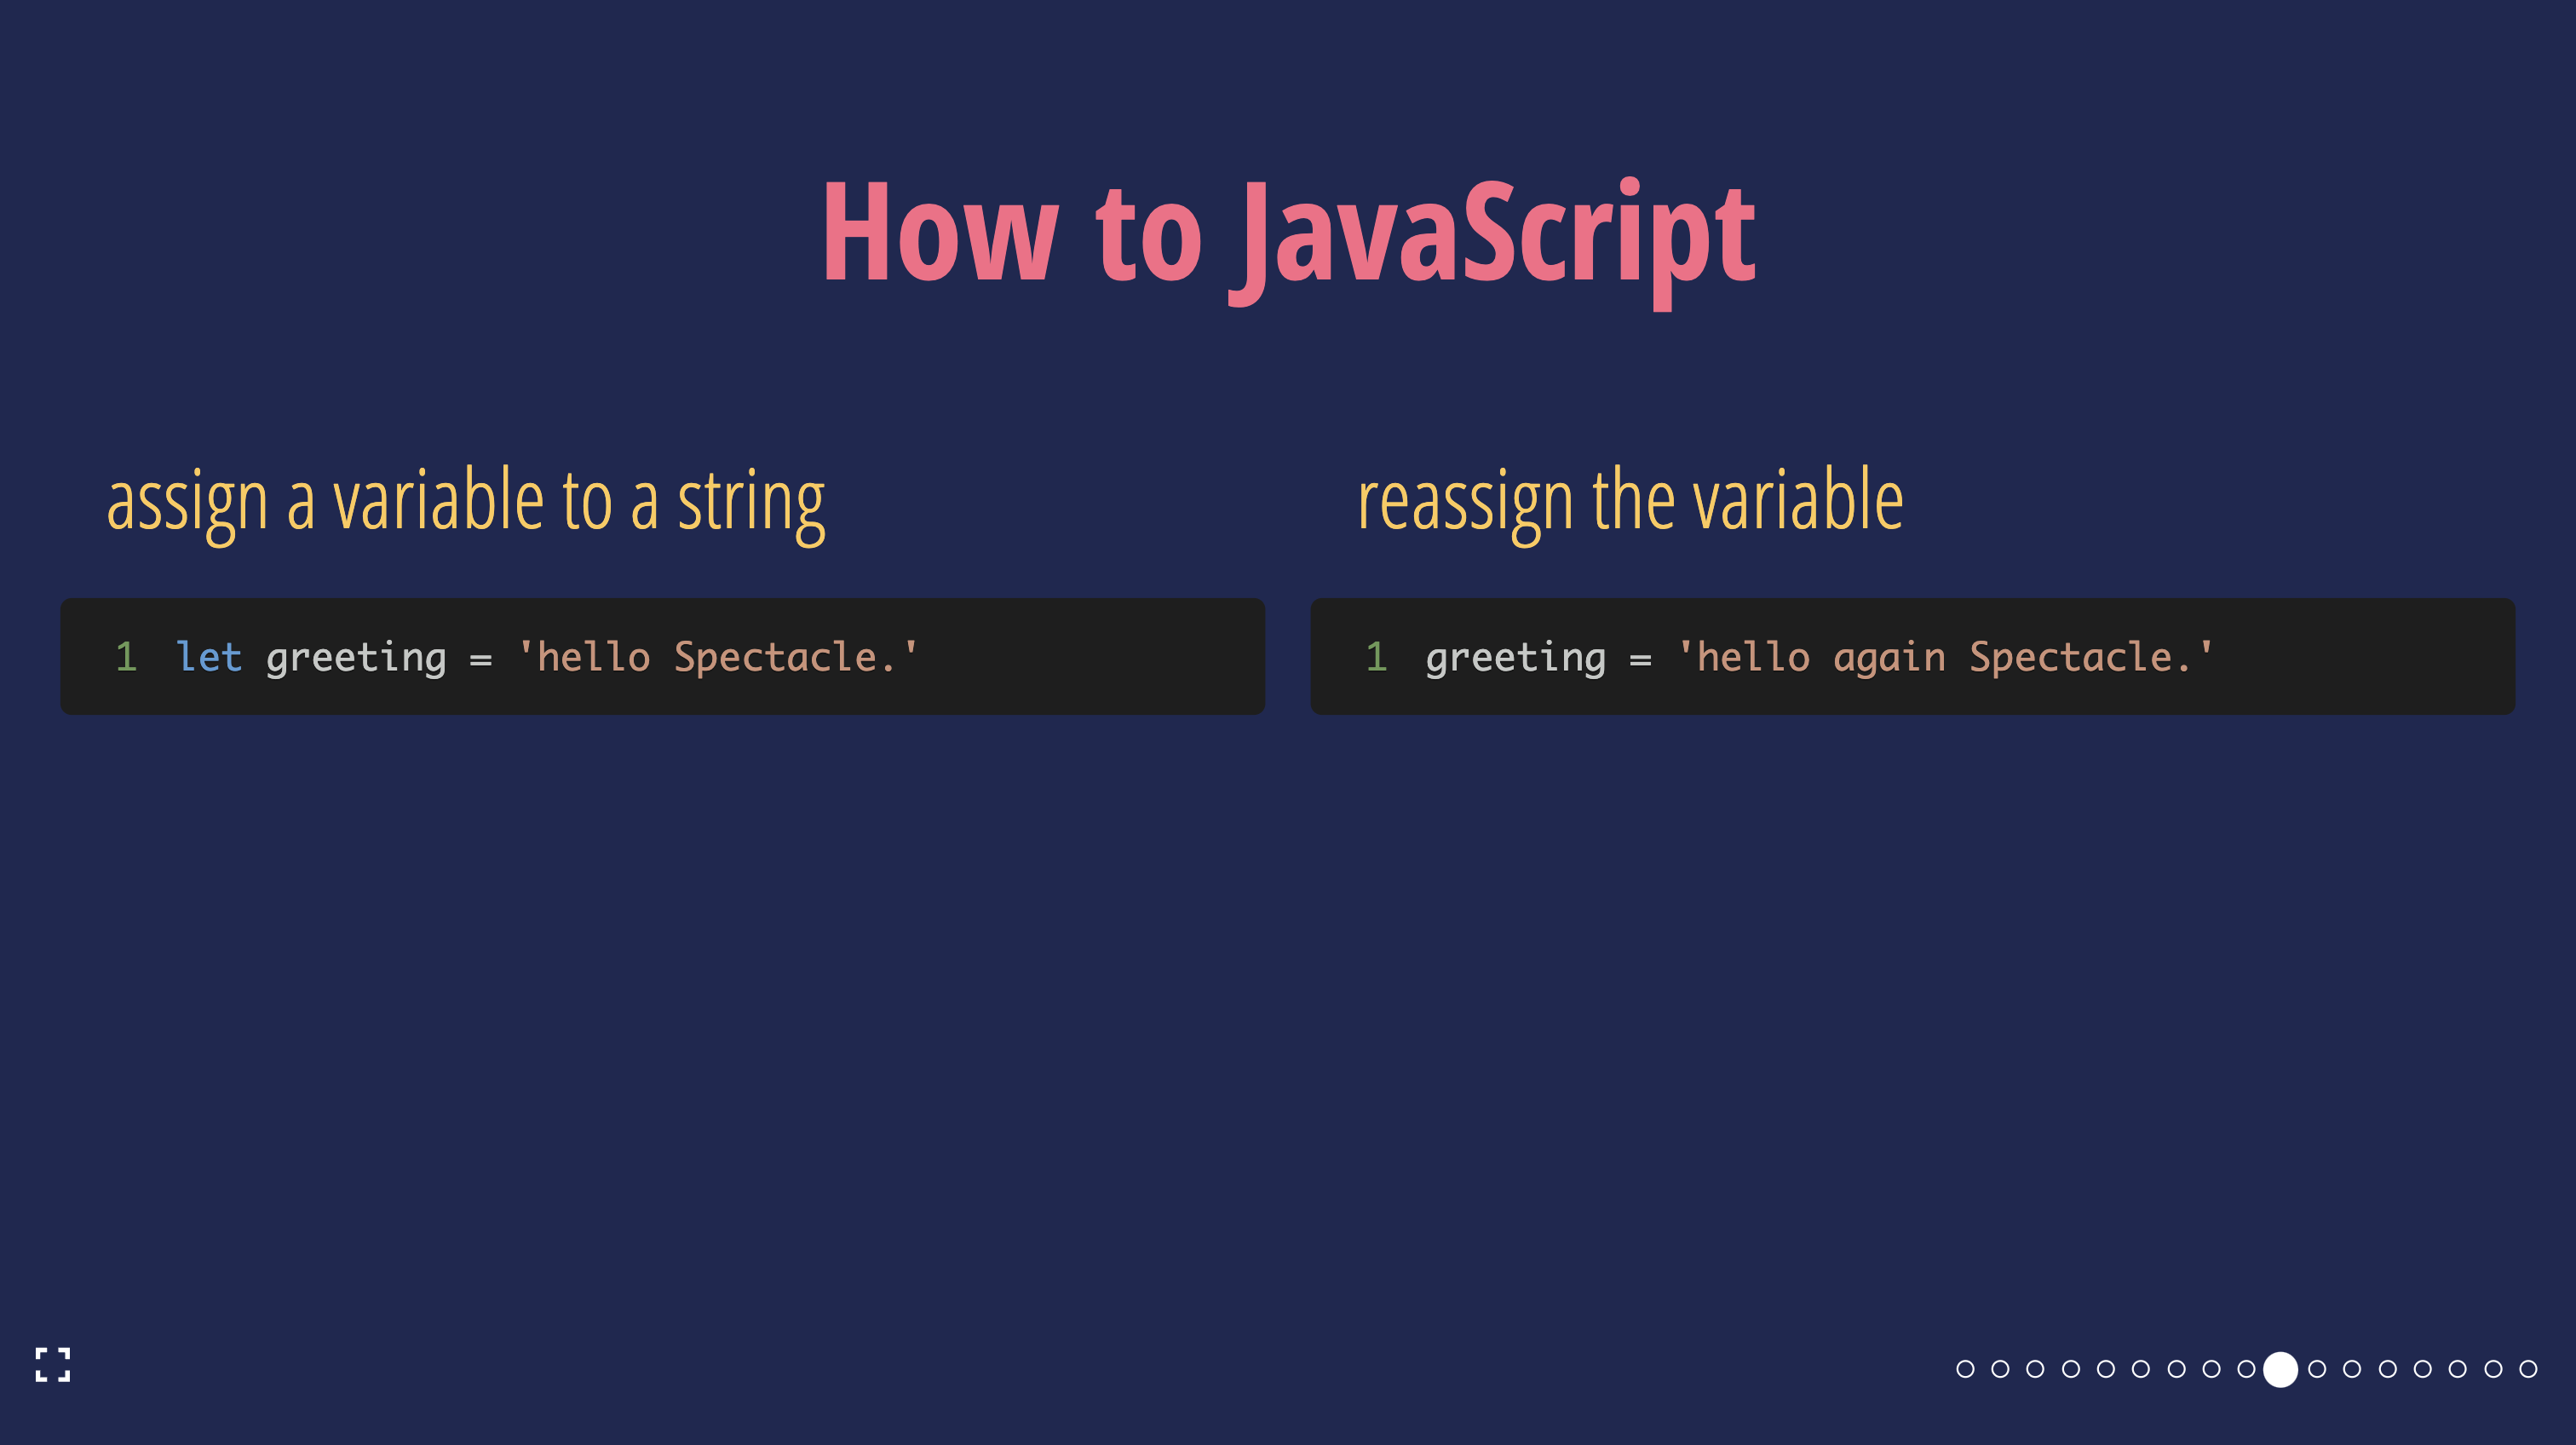 How to JavaScript
assign a variable to a string
1 let greeting = 'hello Spectacle.'
reassign the variable
1 greeting = 'hello again Spectacle.'